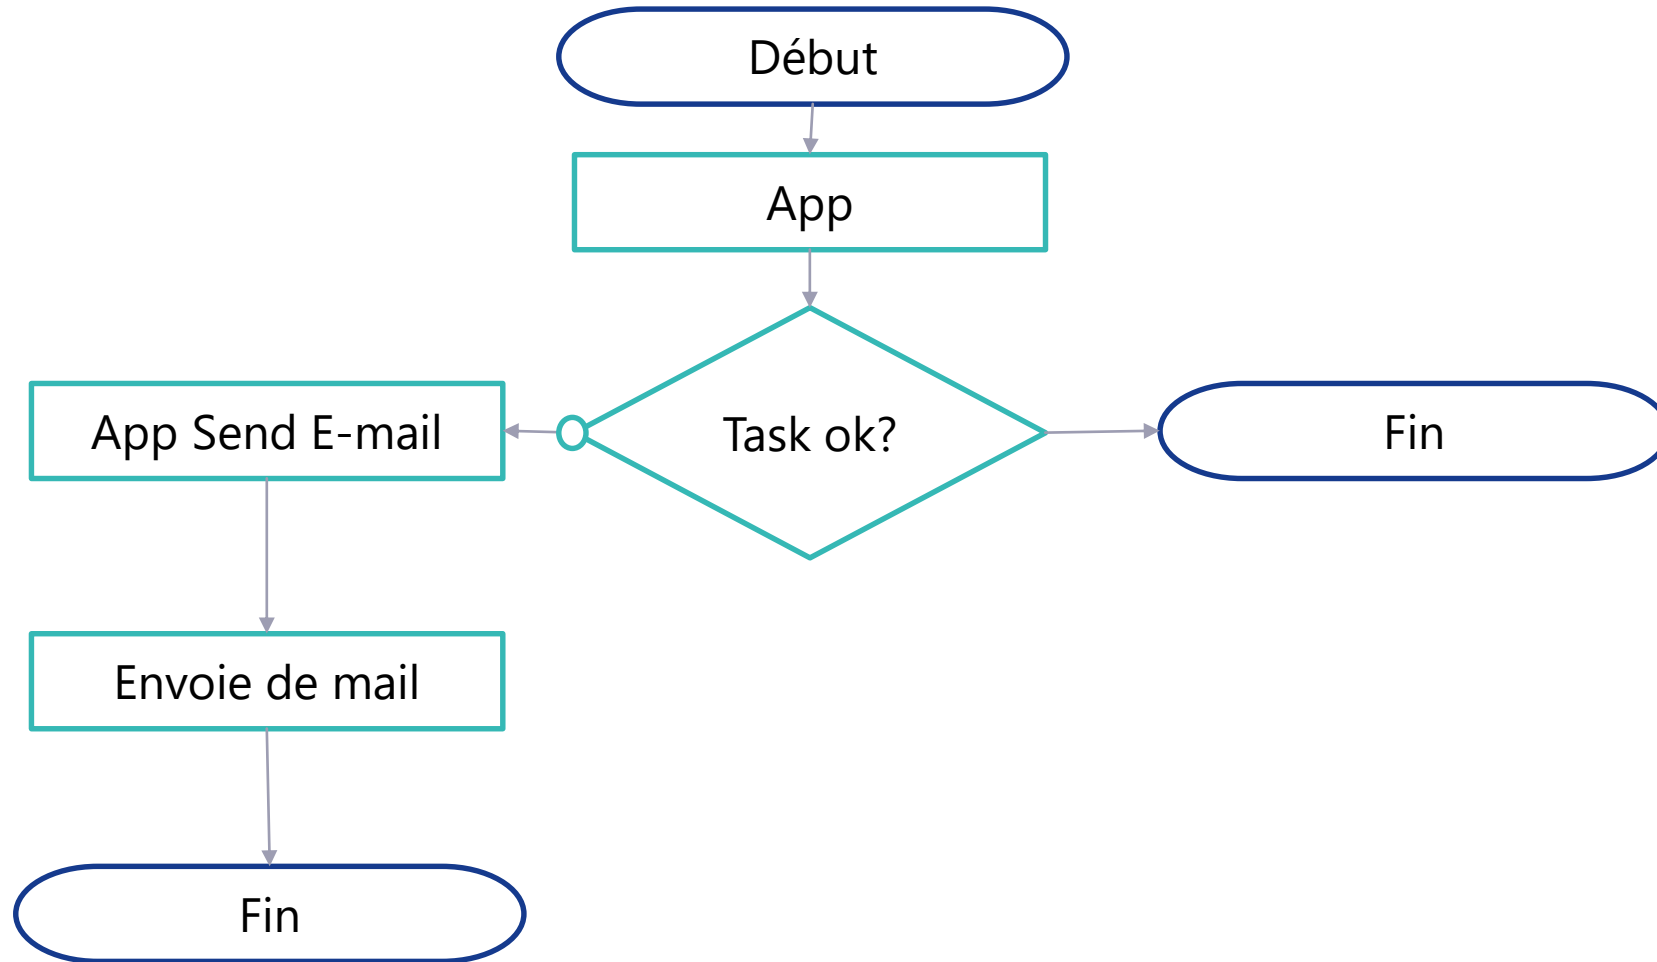 Début
App
App Send E-mail
Task ok?
Fin
Envoie de mail
Fin